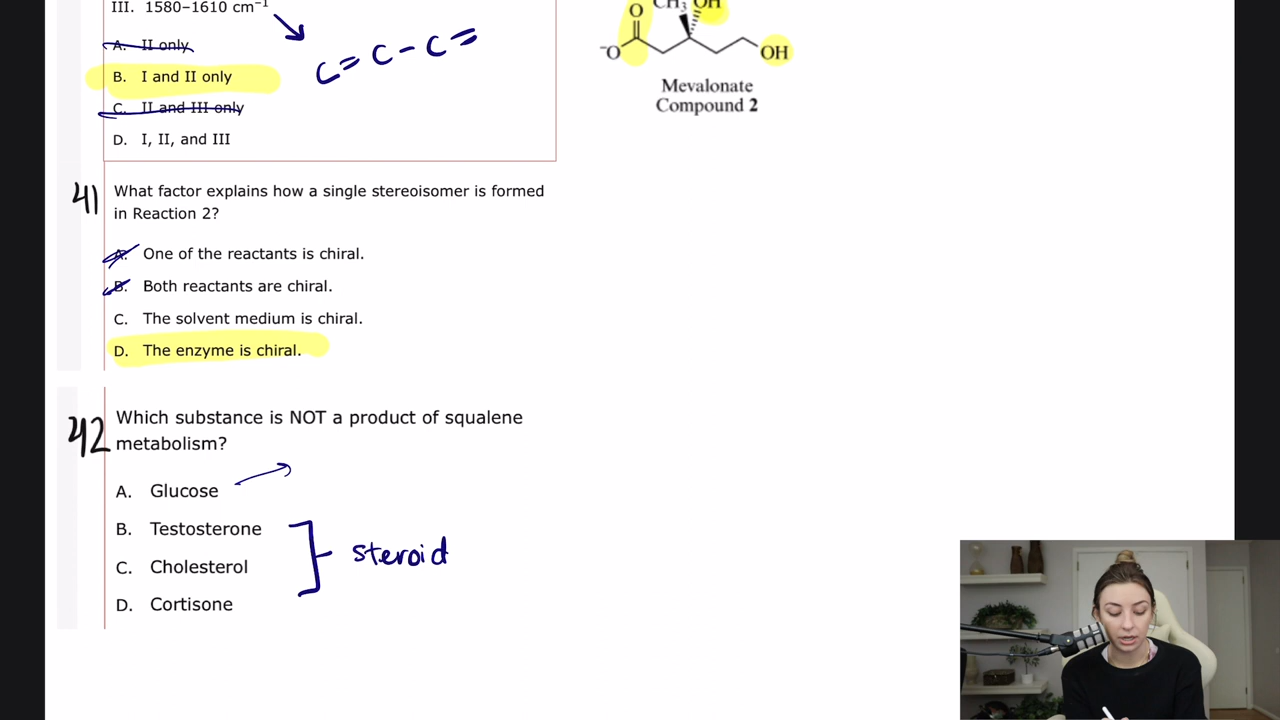 III. 1580–1610 cm⁻¹
A. II only
B. I and II only
C. II and III only
D. I, II, and III
C=C-C=
O CH₃ OH
⁻O OH
Mevalonate
Compound 2
41
What factor explains how a single stereoisomer is formed
in Reaction 2?
A. One of the reactants is chiral.
B. Both reactants are chiral.
C. The solvent medium is chiral.
D. The enzyme is chiral.
42
Which substance is NOT a product of squalene
metabolism?
A. Glucose
B. Testosterone
C. Cholesterol
D. Cortisone
steroid